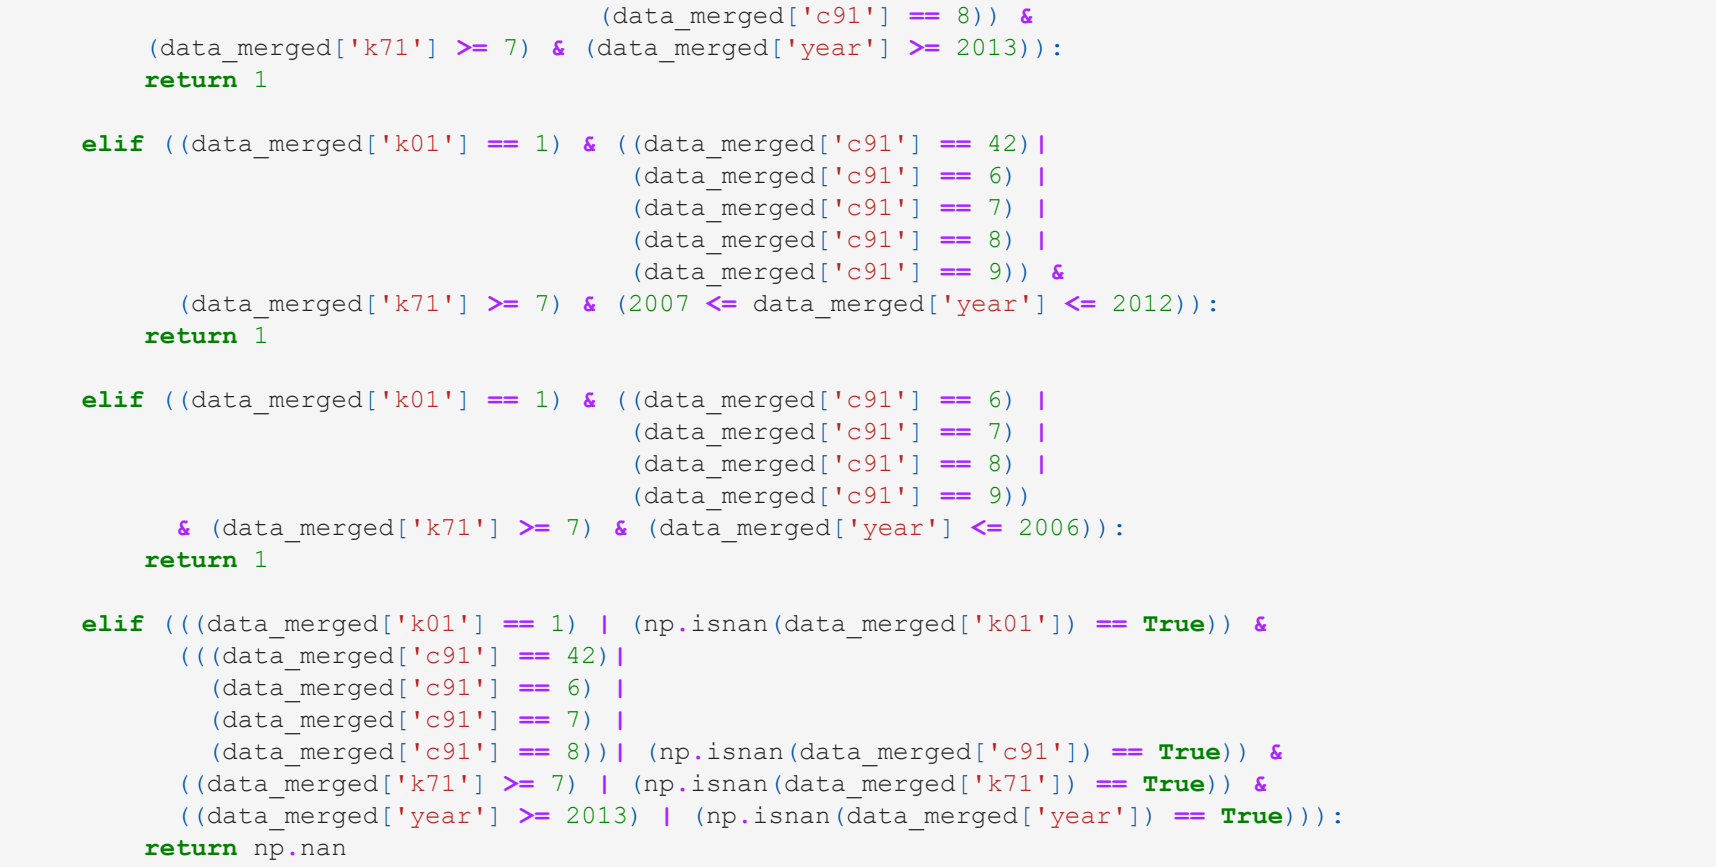 (data_merged['c91'] == 8)) &
(data_merged['k71'] >= 7) & (data_merged['year'] >= 2013)):
return 1
elif ((data_merged['k01'] == 1) & ((data_merged['c91'] == 42)|
(data_merged['c91'] == 6) |
(data_merged['c91'] == 7) |
(data_merged['c91'] == 8) |
(data_merged['c91'] == 9)) &
(data_merged['k71'] >= 7) & (2007 <= data_merged['year'] <= 2012)):
return 1
elif ((data_merged['k01'] == 1) & ((data_merged['c91'] == 6) |
(data_merged['c91'] == 7) |
(data_merged['c91'] == 8) |
(data_merged['c91'] == 9))
& (data_merged['k71'] >= 7) & (data_merged['year'] <= 2006)):
return 1
elif (((data_merged['k01'] == 1) | (np.isnan(data_merged['k01']) == True)) &
(((data_merged['c91'] == 42)|
(data_merged['c91'] == 6) |
(data_merged['c91'] == 7) |
(data_merged['c91'] == 8))| (np.isnan(data_merged['c91']) == True)) &
((data_merged['k71'] >= 7) | (np.isnan(data_merged['k71']) == True)) &
((data_merged['year'] >= 2013) | (np.isnan(data_merged['year']) == True))):
return np.nan